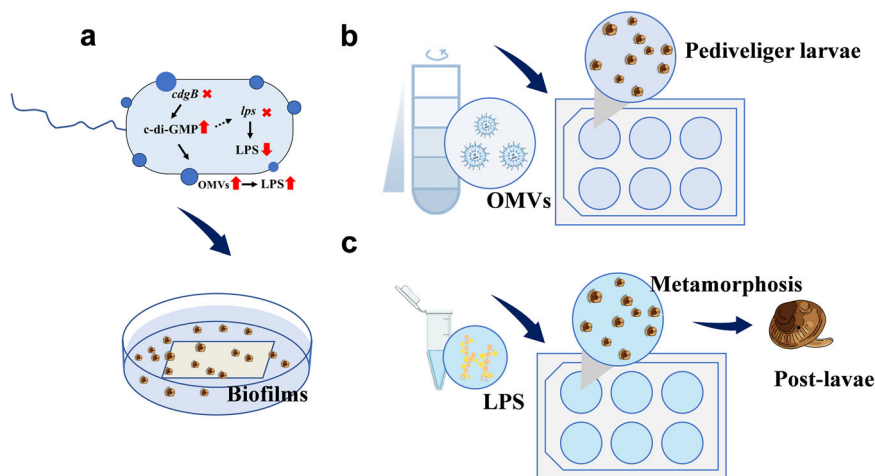 a
cdgB
lps
c-di-GMP
LPS
OMVs
LPS
Biofilms
b
Pediveliger larvae
OMVs
c
Metamorphosis
LPS
Post-lavae